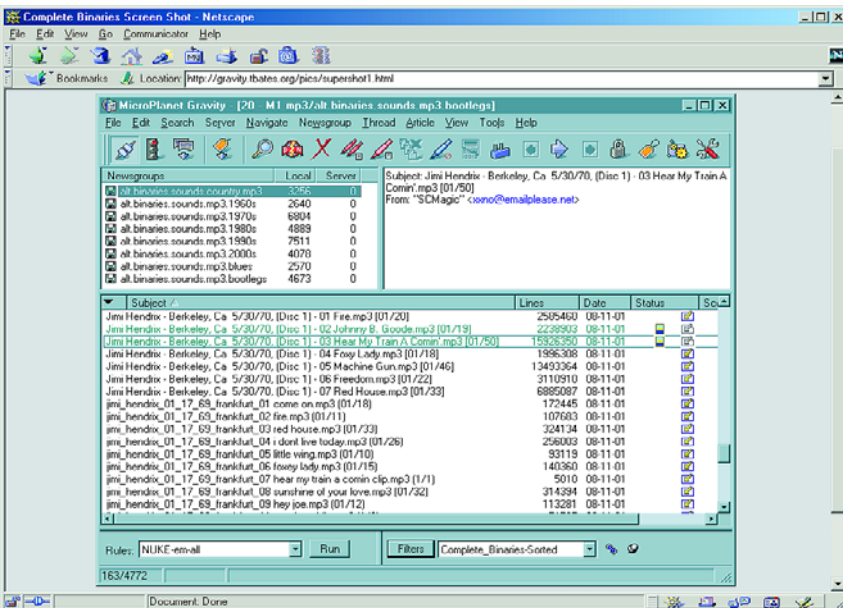 Complete Binaries Screen Shot - Netscape
File Edit View Go Communicator Help
Bookmarks Location: http://gravity.tbates.org/pics/supershot1.html
MicroPlanet Gravity - [20 - M1 mp3/alt.binaries.sounds.mp3.bootlegs]
File Edit Search Server Navigate Newsgroup Thread Article View Tools Help
Newsgroups Local Server
alt.binaries.sounds.country.mp3 3256 0
alt.binaries.sounds.mp3.1960s 2640 0
alt.binaries.sounds.mp3.1970s 6804 0
alt.binaries.sounds.mp3.1980s 4889 0
alt.binaries.sounds.mp3.1990s 7511 0
alt.binaries.sounds.mp3.2000s 4078 0
alt.binaries.sounds.mp3.blues 2570 0
alt.binaries.sounds.mp3.bootlegs 4673 0
Subject: Jimi Hendrix - Berkeley, Ca 5/30/70, (Disc 1) - 03 Hear My Train A
Comin'.mp3 [01/50]
From: "SCMagic" <xxno@emailplease.net>
Subject Lines Date Status
Jimi Hendrix - Berkeley, Ca 5/30/70, (Disc 1) - 01 Fire.mp3 [01/20] 2585460 08-11-01
Jimi Hendrix - Berkeley, Ca 5/30/70, (Disc 1) - 02 Johnny B. Goode.mp3 [01/19] 2238903 08-11-01
Jimi Hendrix - Berkeley, Ca 5/30/70, (Disc 1) - 03 Hear My Train A Comin'.mp3 [01/50] 15926350 08-11-01
Jimi Hendrix - Berkeley, Ca 5/30/70, (Disc 1) - 04 Foxy Lady.mp3 [01/18] 1996308 08-11-01
Jimi Hendrix - Berkeley, Ca 5/30/70, (Disc 1) - 05 Machine Gun.mp3 [01/46] 13493364 08-11-01
Jimi Hendrix - Berkeley, Ca 5/30/70, (Disc 1) - 06 Freedom.mp3 [01/22] 3110910 08-11-01
Jimi Hendrix - Berkeley, Ca 5/30/70, (Disc 1) - 07 Red House.mp3 [01/33] 6885087 08-11-01
jimi_hendrix_01_17_69_frankfurt_01 come on.mp3 (01/18) 172445 08-11-01
jimi_hendrix_01_17_69_frankfurt_02 fire.mp3 (01/11) 107683 08-11-01
jimi_hendrix_01_17_69_frankfurt_03 red house.mp3 (01/33) 324134 08-11-01
jimi_hendrix_01_17_69_frankfurt_04 i dont live today.mp3 (01/26) 256003 08-11-01
jimi_hendrix_01_17_69_frankfurt_05 little wing.mp3 (01/10) 93119 08-11-01
jimi_hendrix_01_17_69_frankfurt_06 foxey lady.mp3 (01/15) 140360 08-11-01
jimi_hendrix_01_17_69_frankfurt_07 hear my train a comin clip.mp3 (1/1) 5010 08-11-01
jimi_hendrix_01_17_69_frankfurt_08 sunshine of your love.mp3 (01/32) 314394 08-11-01
jimi_hendrix_01_17_69_frankfurt_09 hey joe.mp3 (01/12) 113281 08-11-01
Rules: NUKE-em-all Run Filters Complete_Binaries-Sorted
163/4772
Document: Done